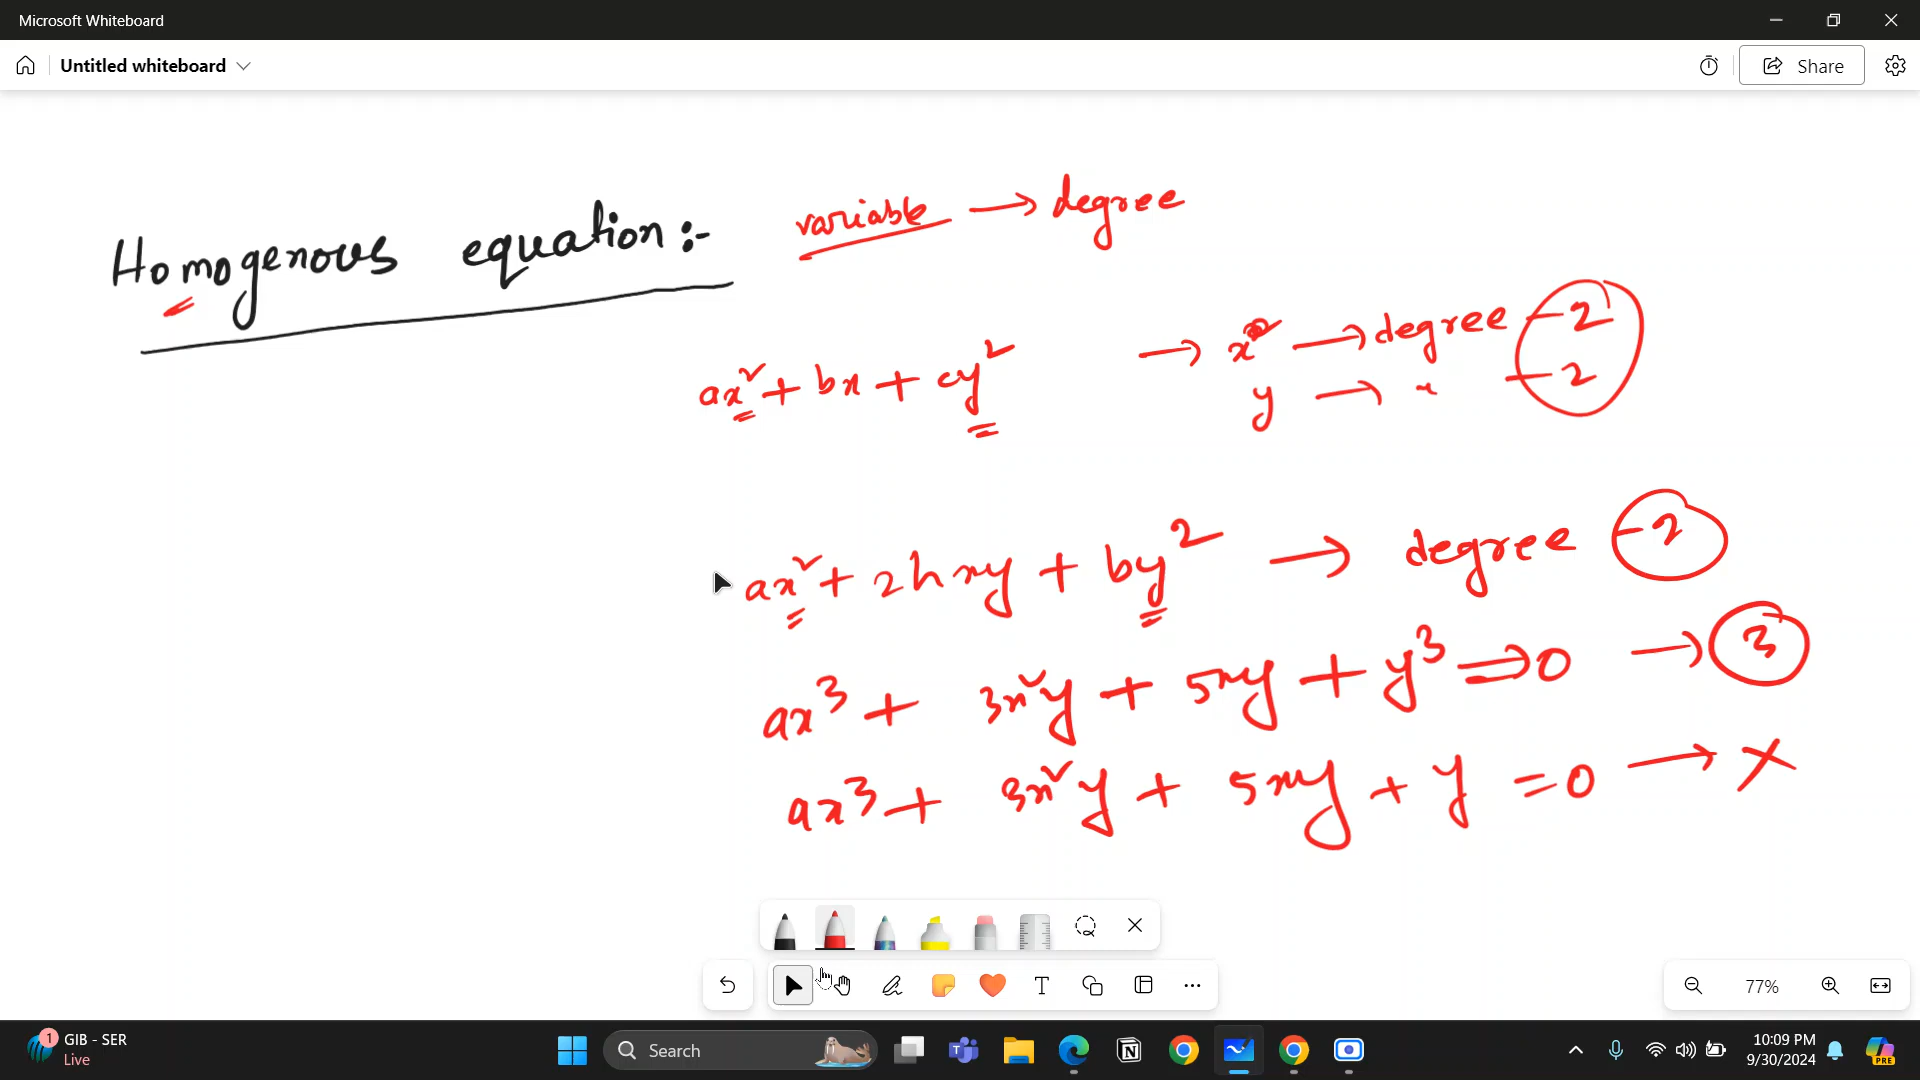 Microsoft Whiteboard
Untitled whiteboard
Share
Homogenous equation :-
variable → degree
ax² + bx + cy² → x → degree - 2
y → " - 2
ax² + 2hxy + by² → degree - 2
ax³ + 3x²y + 5xy + y³ ⇒ 0 → 3
ax³ + 3x²y + 5xy + y = 0 → X
77%
1
GIB - SER
Live
Search
10:09 PM
9/30/2024
PRE